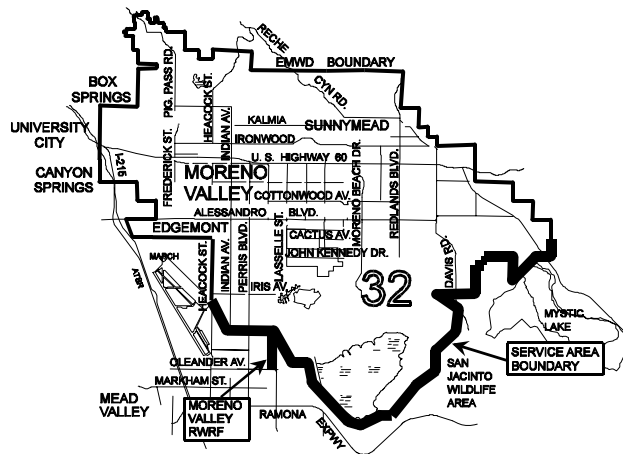 RECHE
CYN RD.
EMWD BOUNDARY
BOX
SPRINGS
PIG. PASS RD.
HEACOCK ST.
INDIAN AV.
KALMIA
SUNNYMEAD
UNIVERSITY
CITY
IRONWOOD
FREDERICK ST.
U. S. HIGHWAY 60
CANYON
SPRINGS
I-215
MORENO
VALLEY
COTTONWOOD AV.
MORENO BEACH DR.
REDLANDS BLVD.
ALESSANDRO BLVD.
EDGEMONT
CACTUS AV.
JOHN KENNEDY DR.
LASSELLE ST.
PERRIS BLVD.
INDIAN AV.
HEACOCK ST.
MARCH
IRIS AV.
32
DAVIS RD.
MYSTIC
LAKE
SERVICE AREA
BOUNDARY
SAN
JACINTO
WILDLIFE
AREA
OLEANDER AV.
MARKHAM ST.
MEAD
VALLEY
MORENO
VALLEY
RWRF
RAMONA
EXPWY